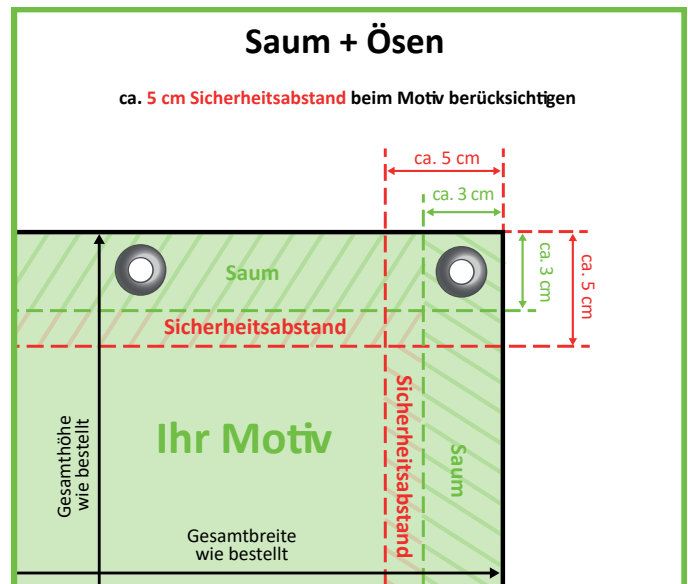 Saum + Ösen
ca. 5 cm Sicherheitsabstand beim Motiv berücksichtigen
ca. 5 cm
ca. 3 cm
ca. 3 cm
ca. 5 cm
Saum
Sicherheitsabstand
Ihr Motiv
Sicherheitsabstand
Saum
Gesamthöhe
wie bestellt
Gesamtbreite
wie bestellt